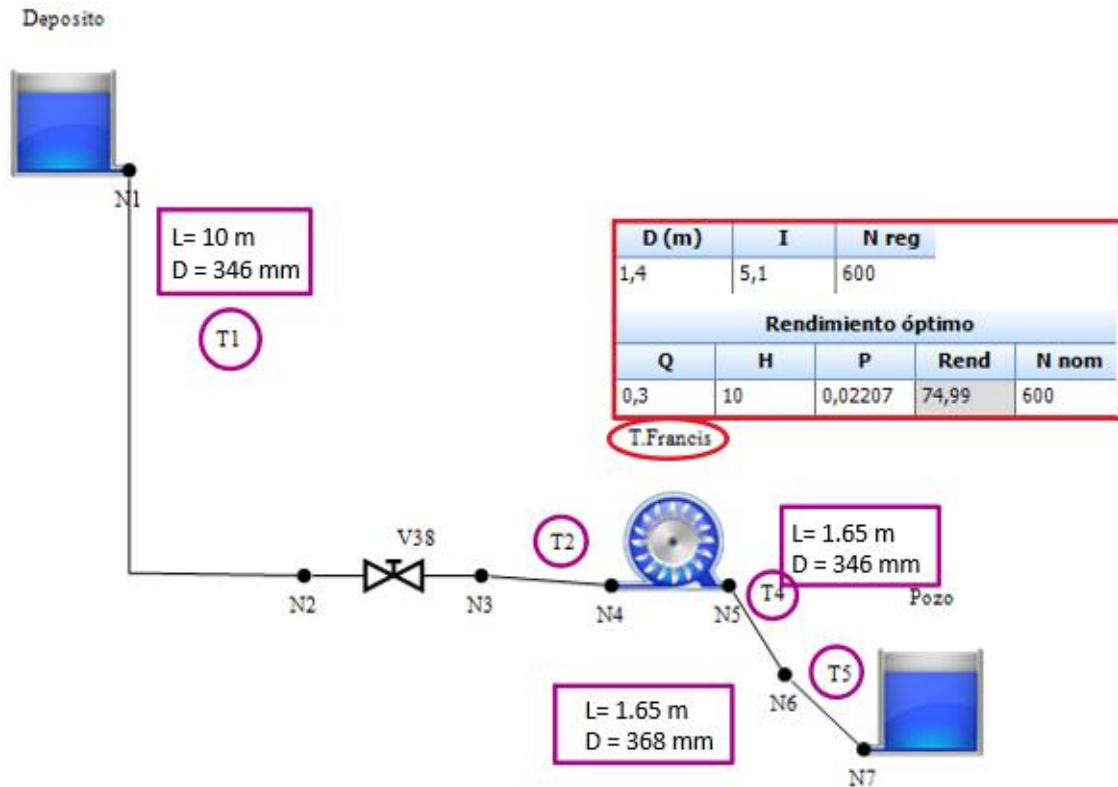 Deposito
N1
L= 10 m
D = 346 mm
T1
D (m) I N reg
1,4 5,1 600
Rendimiento óptimo
Q H P Rend N nom
0,3 10 0,02207 74,99 600
T.Francis
V38
T2
L= 1.65 m
D = 346 mm
N2
N3
N4
N5
T4
Pozo
T5
N6
L= 1.65 m
D = 368 mm
N7